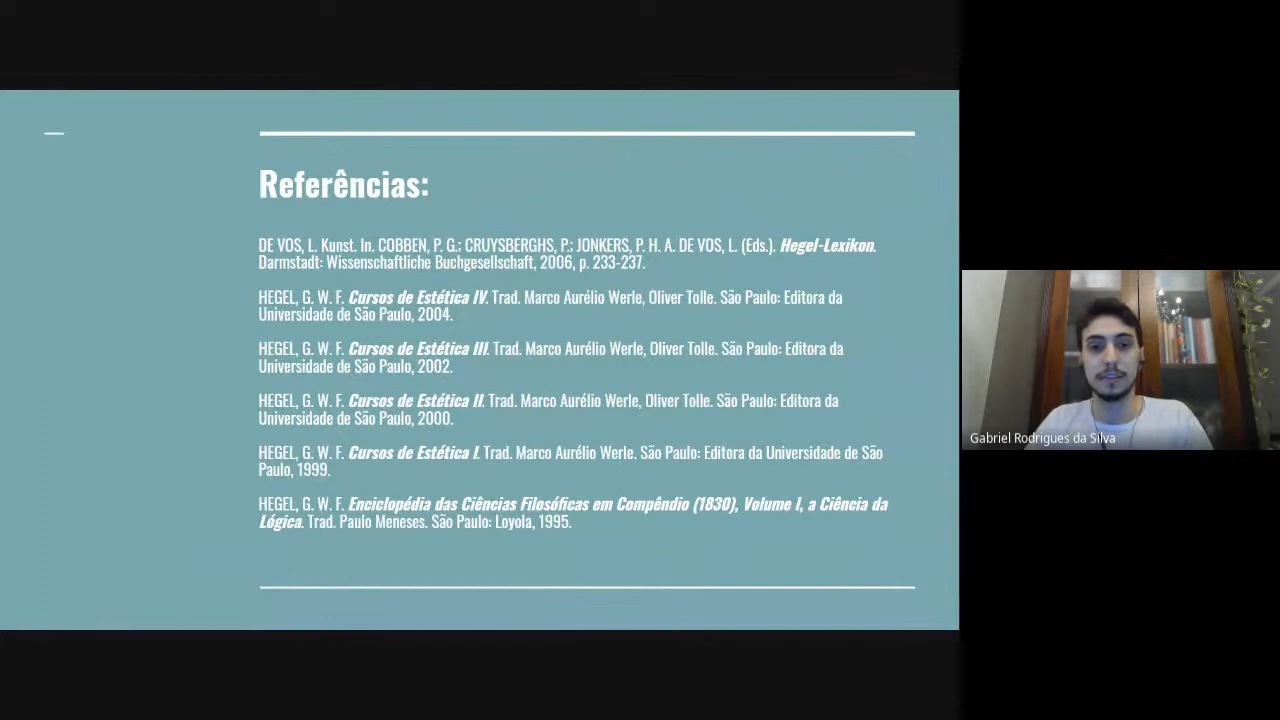 Referências:
DE VOS, L. Kunst. In. COBBEN, P. G.; CRUYSBERGHS, P.; JONKERS, P. H. A. DE VOS, L. (Eds.). Hegel-Lexikon.
Darmstadt: Wissenschaftliche Buchgesellschaft, 2006, p. 233-237.
HEGEL, G. W. F. Cursos de Estética IV. Trad. Marco Aurélio Werle, Oliver Tolle. São Paulo: Editora da
Universidade de São Paulo, 2004.
HEGEL, G. W. F. Cursos de Estética III. Trad. Marco Aurélio Werle, Oliver Tolle. São Paulo: Editora da
Universidade de São Paulo, 2002.
HEGEL, G. W. F. Cursos de Estética II. Trad. Marco Aurélio Werle, Oliver Tolle. São Paulo: Editora da
Universidade de São Paulo, 2000.
HEGEL, G. W. F. Cursos de Estética I. Trad. Marco Aurélio Werle. São Paulo: Editora da Universidade de São
Paulo, 1999.
HEGEL, G. W. F. Enciclopédia das Ciências Filosóficas em Compêndio (1830), Volume I, a Ciência da
Lógica. Trad. Paulo Meneses. São Paulo: Loyola, 1995.
Gabriel Rodrigues da Silva